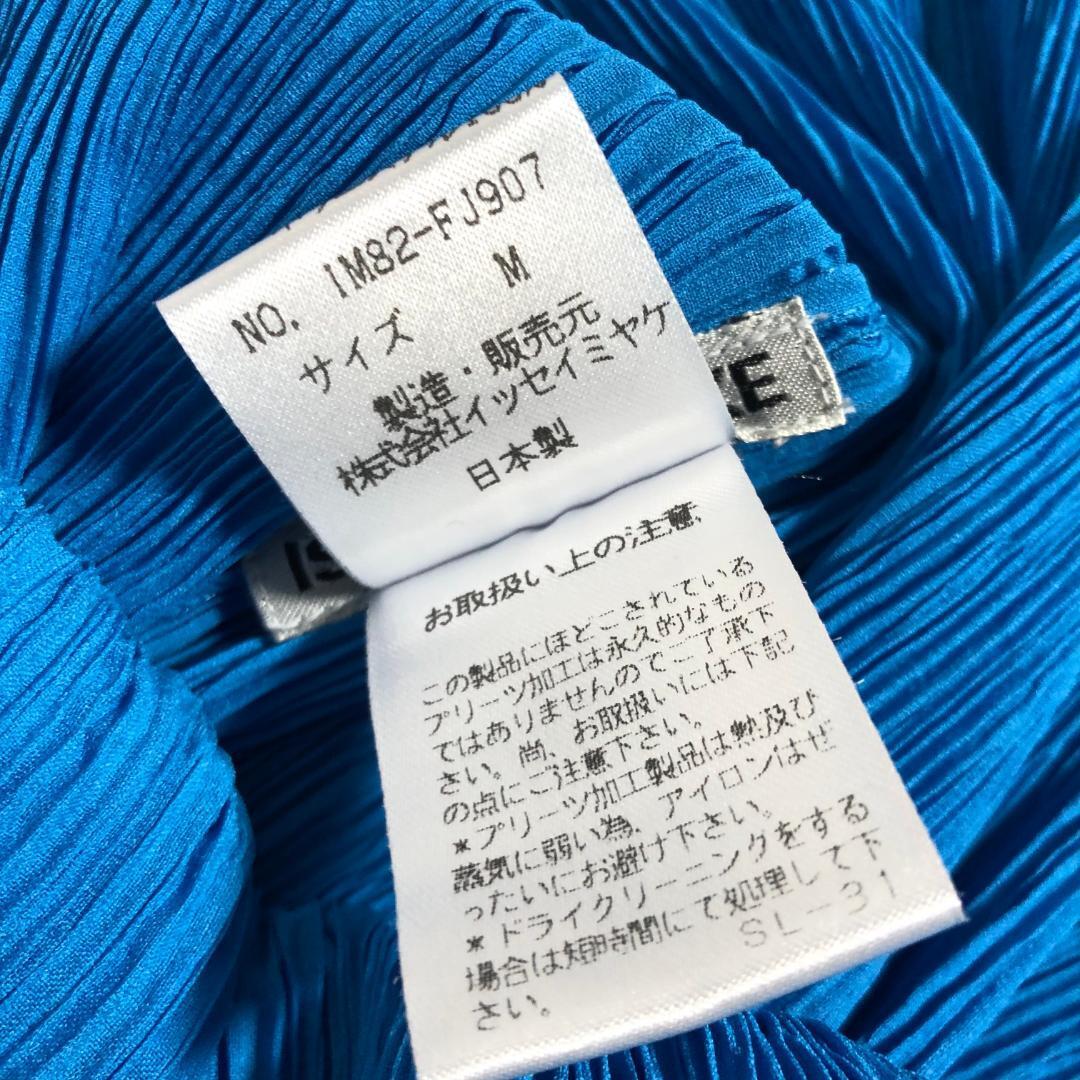 NO. IM82-FJ907
サイズ M
製造・販売元
株式会社イッセイミヤケ
日本製
IS
KE
お取扱い上の注意
この製品にほどこされている
プリーツ加工は永久的なもの
ではありませんのでご了承下
さい。尚、お取扱いには下記
の点にご注意下さい。
*プリーツ加工製品は熱及び
蒸気に弱い為、アイロンはぜ
ったいにお避け下さい。
*ドライクリーニングをする
場合は短時間にて処理して下
さい。
SL-31